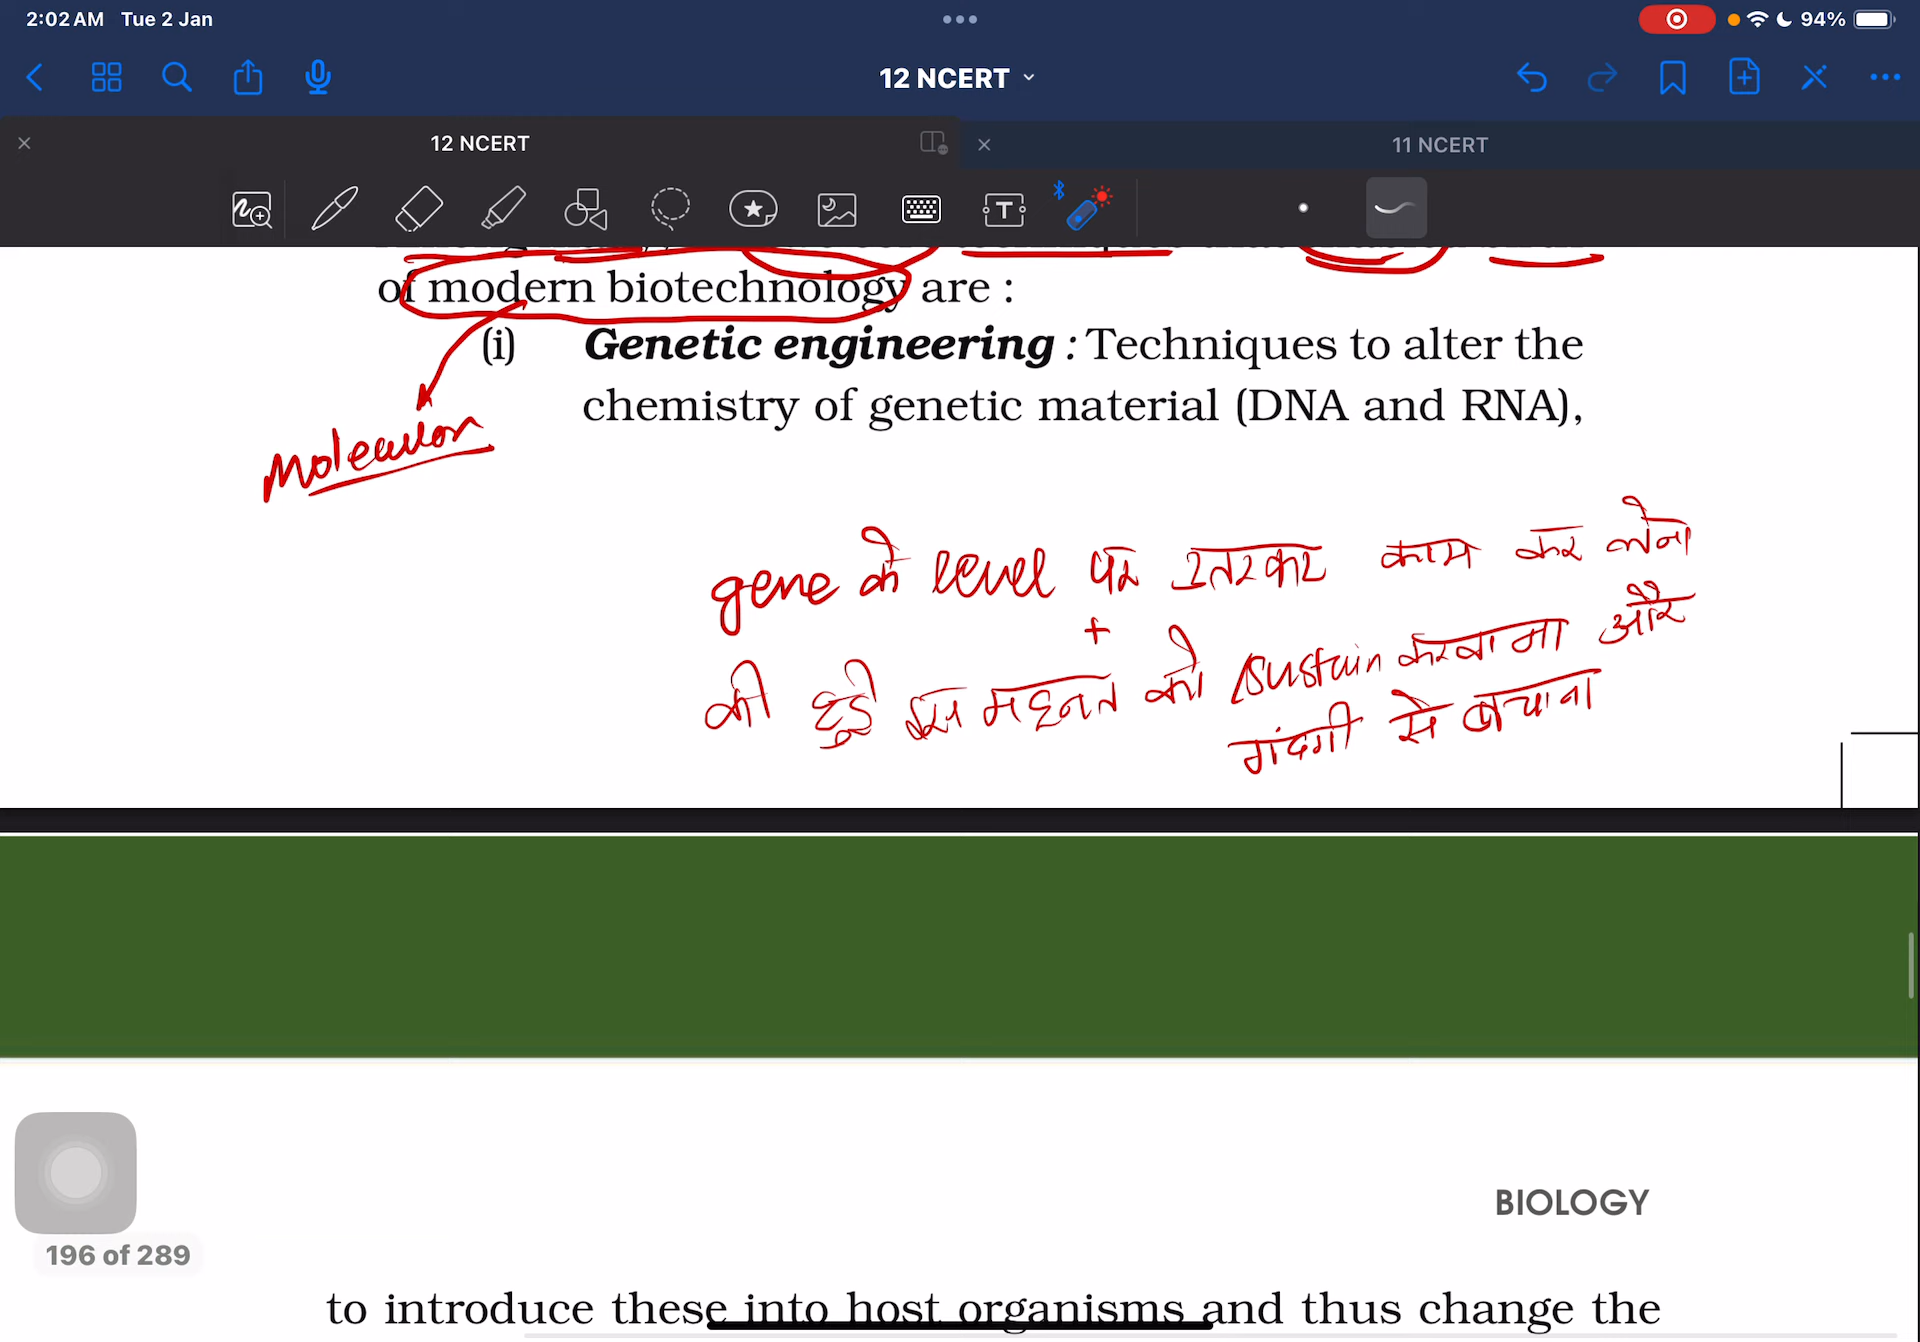 2:02 AM Tue 2 Jan
94%
12 NCERT
12 NCERT
11 NCERT
of modern biotechnology are :
(i) Genetic engineering : Techniques to alter the
chemistry of genetic material (DNA and RNA),
Molecular
gene के level पर उतरकर काम कर लेना
+
की हुई इस महनत को sustain करवाना और
गंदगी से बचाना
BIOLOGY
196 of 289
to introduce these into host organisms and thus change the